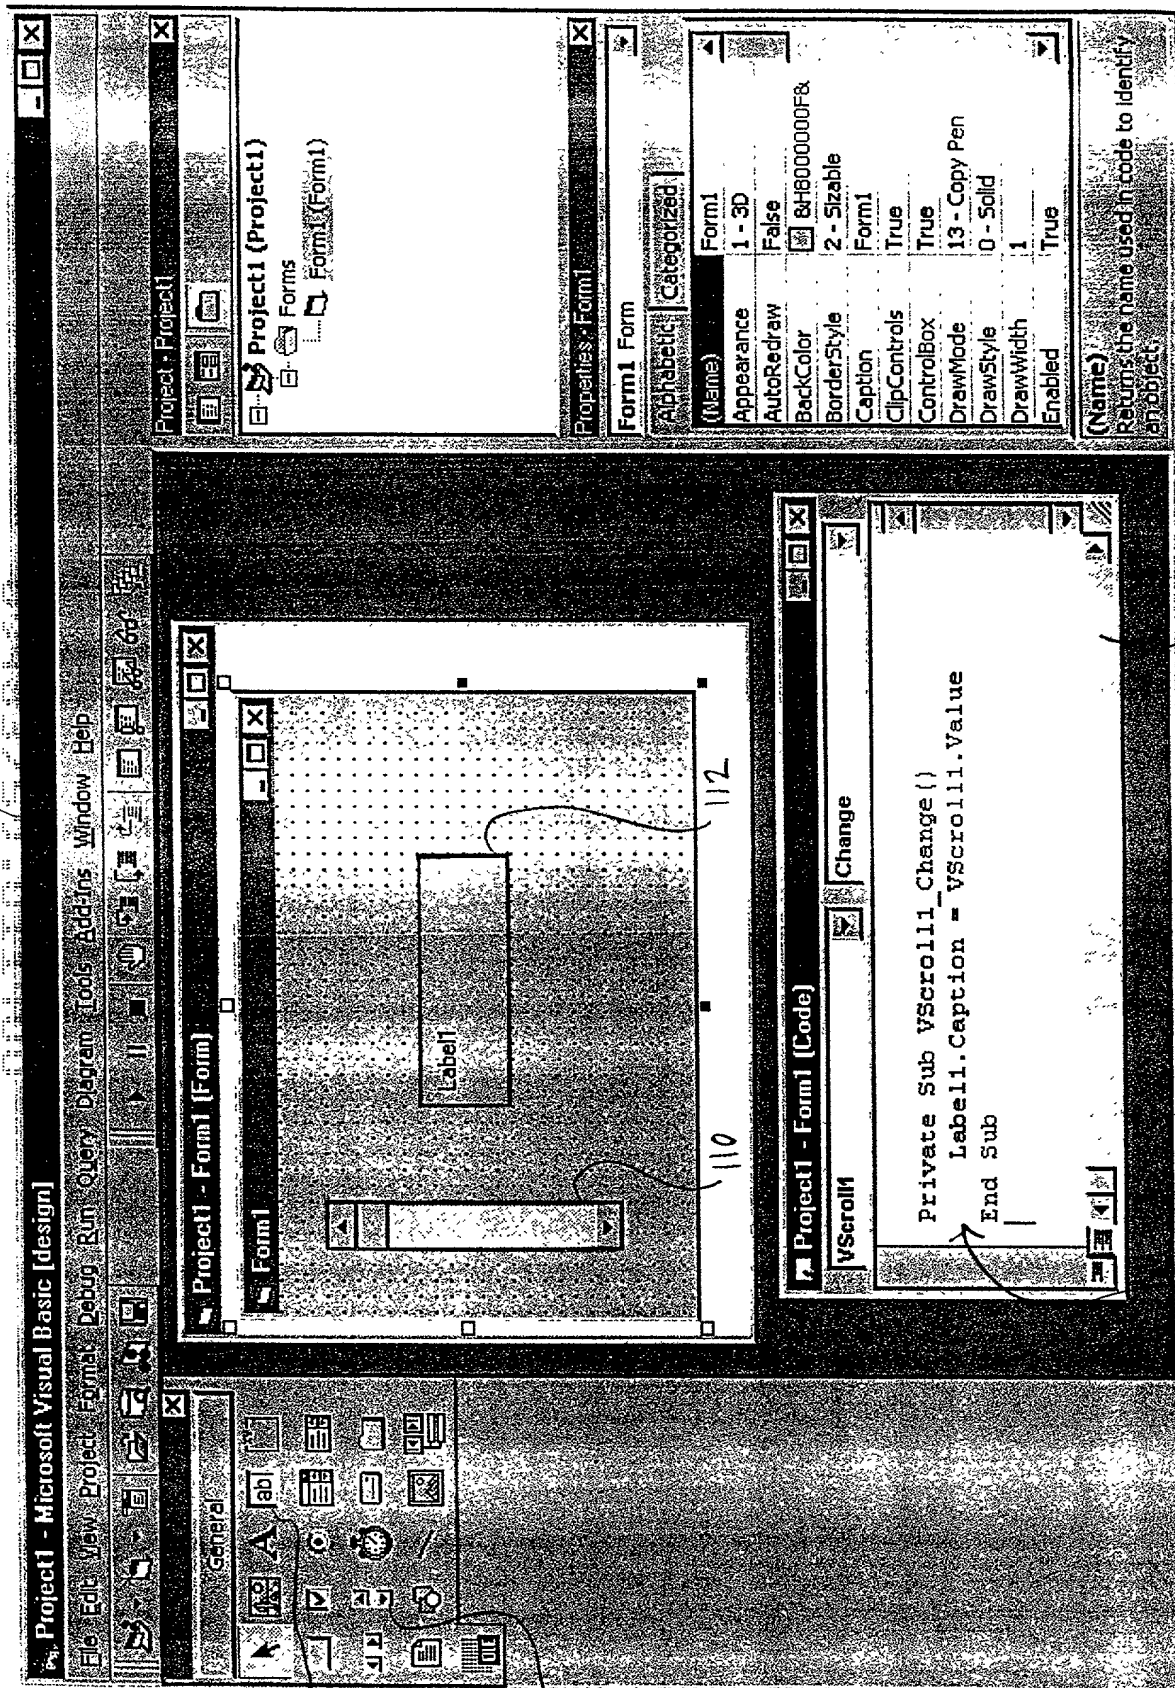 Project1 - Microsoft Visual Basic [design]
File Edit View Project Format Debug Run Query Diagram Tools Add-Ins Window Help
General
A
abl
OLE
Project1 - Form1 (Form)
Form1
Label1
110
112
Project1 - Form1 (Code)
VScroll1
Change
Private Sub VScroll1_Change()
Label1.Caption = VScroll1.Value
End Sub
Project - Project1
Project1 (Project1)
Forms
Form1 (Form1)
Properties - Form1
Form1 Form
Alphabetic Categorized
(Name) Form1
Appearance 1 - 3D
AutoRedraw False
BackColor &H8000000F&
BorderStyle 2 - Sizable
Caption Form1
ClipControls True
ControlBox True
DrawMode 13 - Copy Pen
DrawStyle 0 - Solid
DrawWidth 1
Enabled True
(Name)
Returns the name used in code to identify
an object.